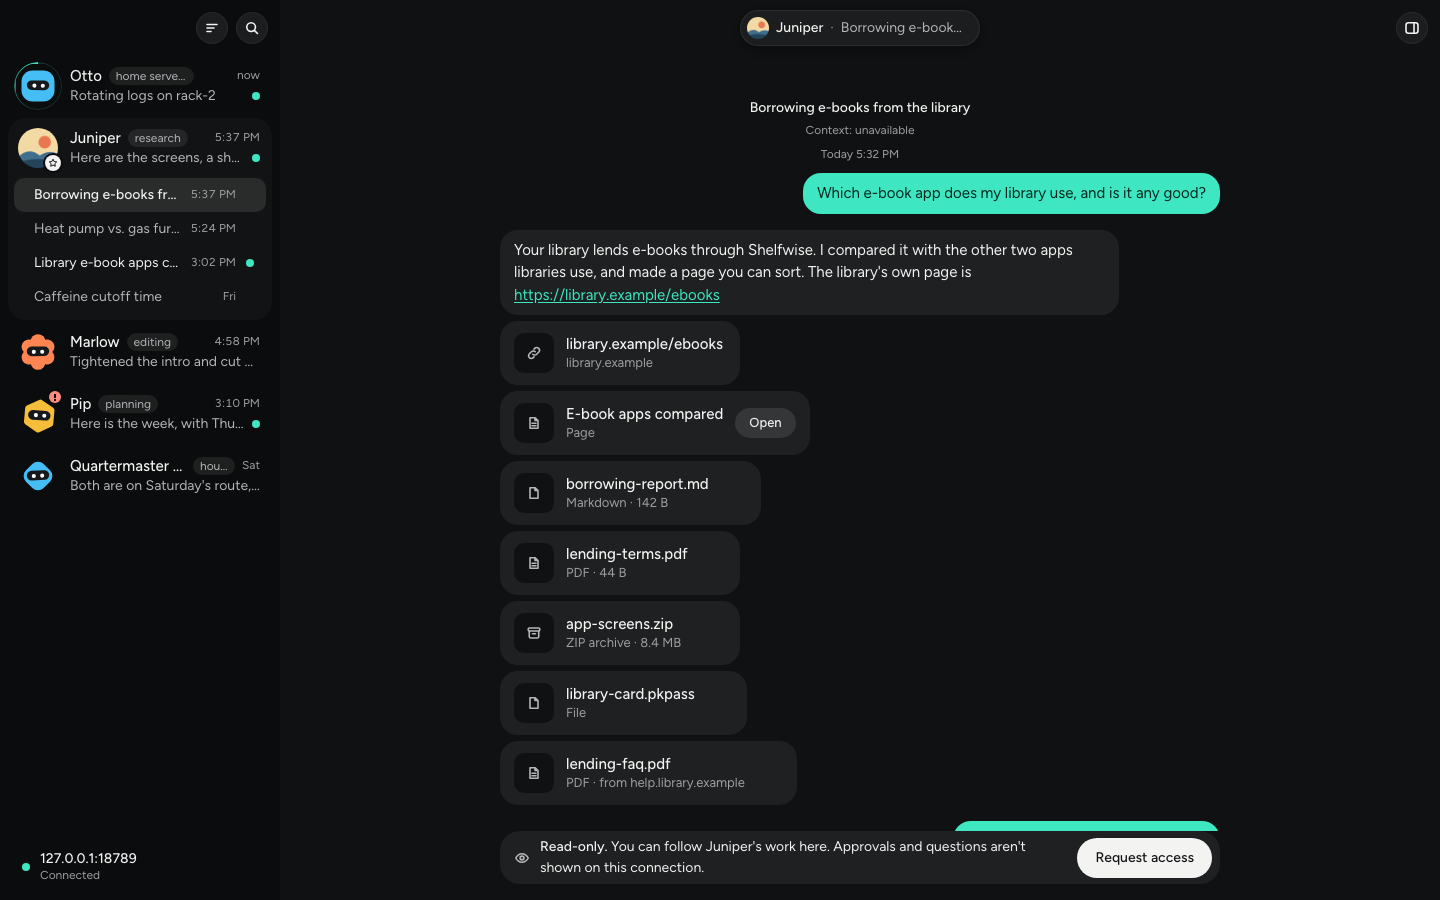 Otto home serve... now
Rotating logs on rack-2
Juniper research 5:37 PM
Here are the screens, a sh...
Borrowing e-books fr... 5:37 PM
Heat pump vs. gas fur... 5:24 PM
Library e-book apps c... 3:02 PM
Caffeine cutoff time Fri
Marlow editing 4:58 PM
Tightened the intro and cut ...
Pip planning 3:10 PM
Here is the week, with Thu...
Quartermaster ... hou... Sat
Both are on Saturday's route,...
127.0.0.1:18789
Connected
Juniper · Borrowing e-book...
Borrowing e-books from the library
Context: unavailable
Today 5:32 PM
Which e-book app does my library use, and is it any good?
Your library lends e-books through Shelfwise. I compared it with the other two apps
libraries use, and made a page you can sort. The library's own page is
https://library.example/ebooks
library.example/ebooks
library.example
E-book apps compared
Page
Open
borrowing-report.md
Markdown · 142 B
lending-terms.pdf
PDF · 44 B
app-screens.zip
ZIP archive · 8.4 MB
library-card.pkpass
File
lending-faq.pdf
PDF · from help.library.example
Read-only. You can follow Juniper's work here. Approvals and questions aren't
shown on this connection.
Request access